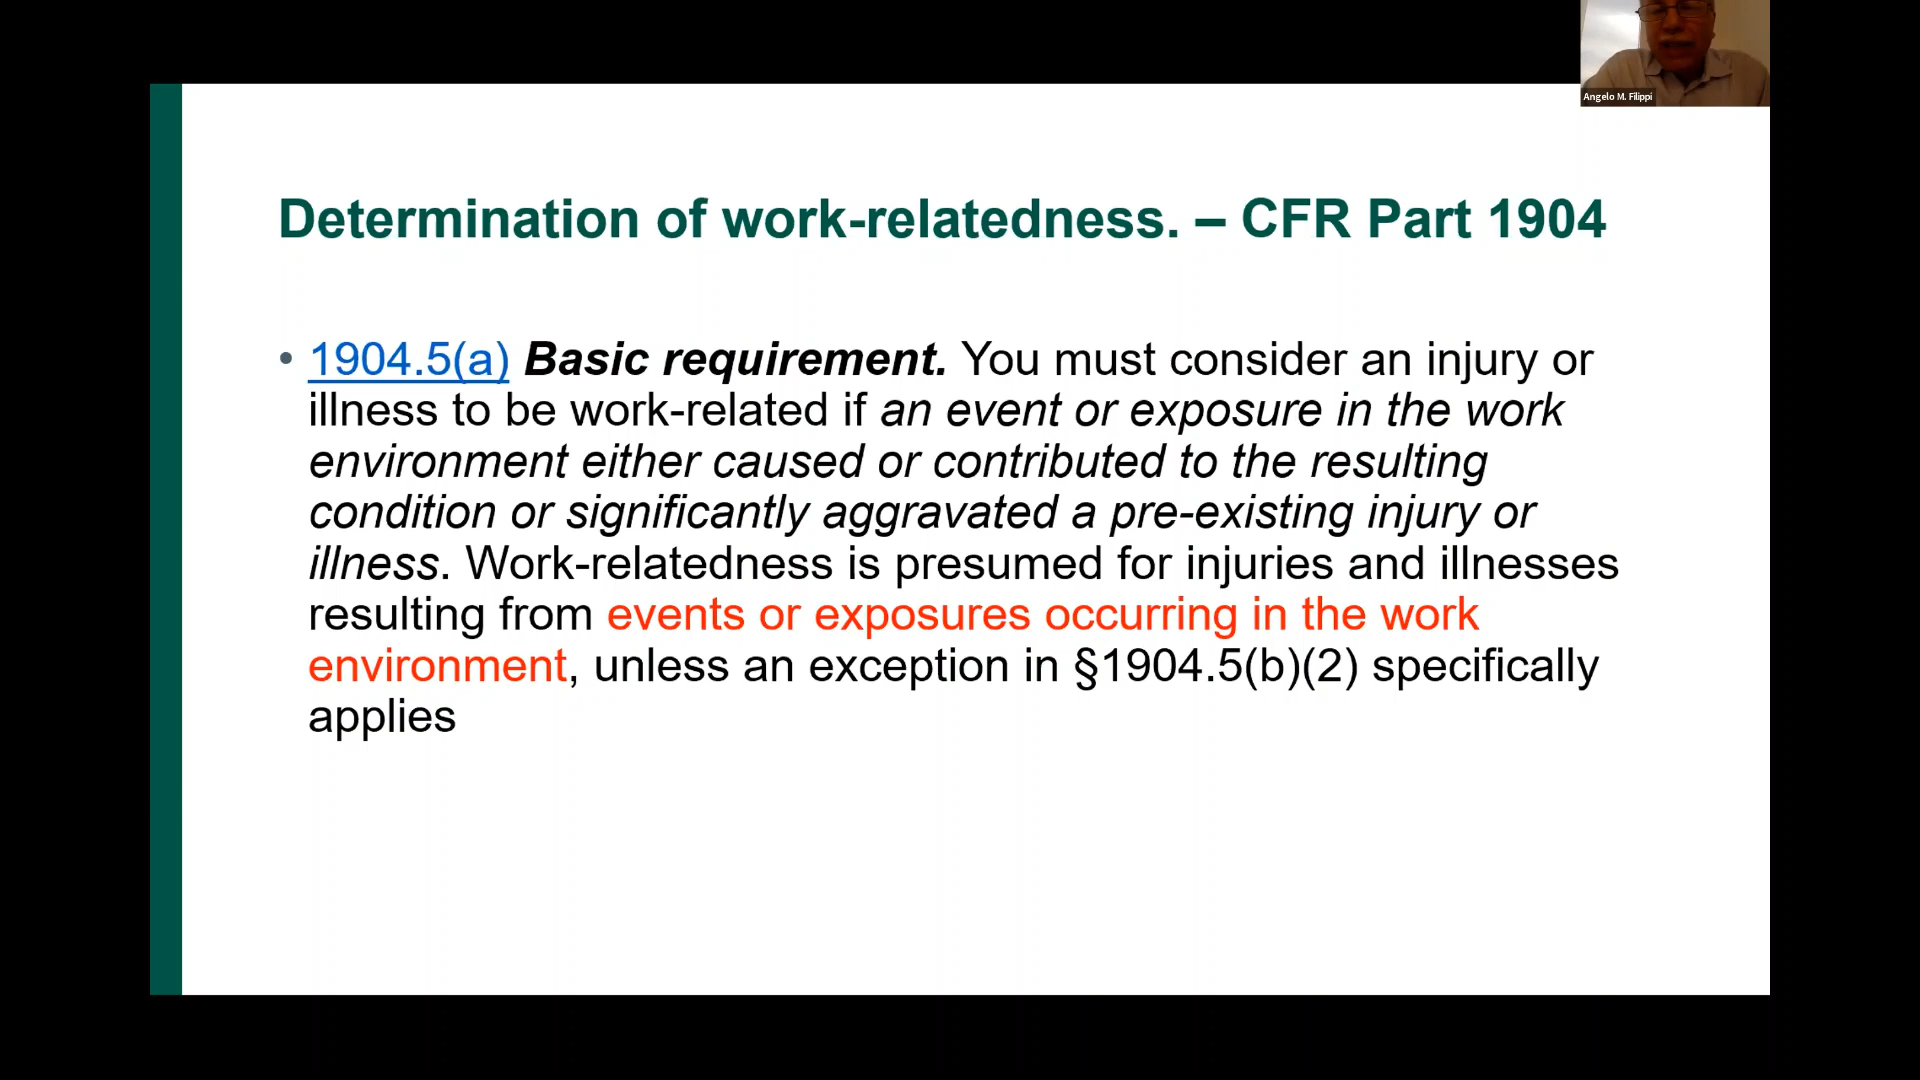 Angelo M. Filippi
Determination of work-relatedness. – CFR Part 1904
• 1904.5(a) Basic requirement. You must consider an injury or
illness to be work-related if an event or exposure in the work
environment either caused or contributed to the resulting
condition or significantly aggravated a pre-existing injury or
illness. Work-relatedness is presumed for injuries and illnesses
resulting from events or exposures occurring in the work
environment, unless an exception in §1904.5(b)(2) specifically
applies